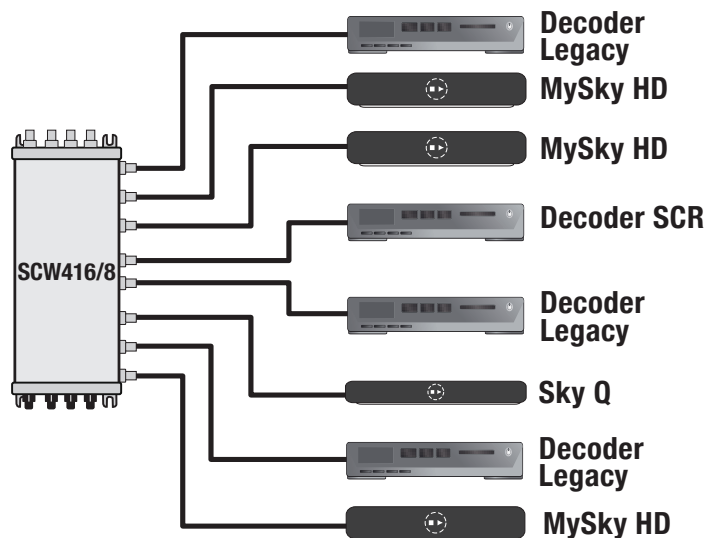 Decoder
Legacy
MySky HD
MySky HD
SCW416/8
Decoder SCR
Decoder
Legacy
Sky Q
Decoder
Legacy
MySky HD